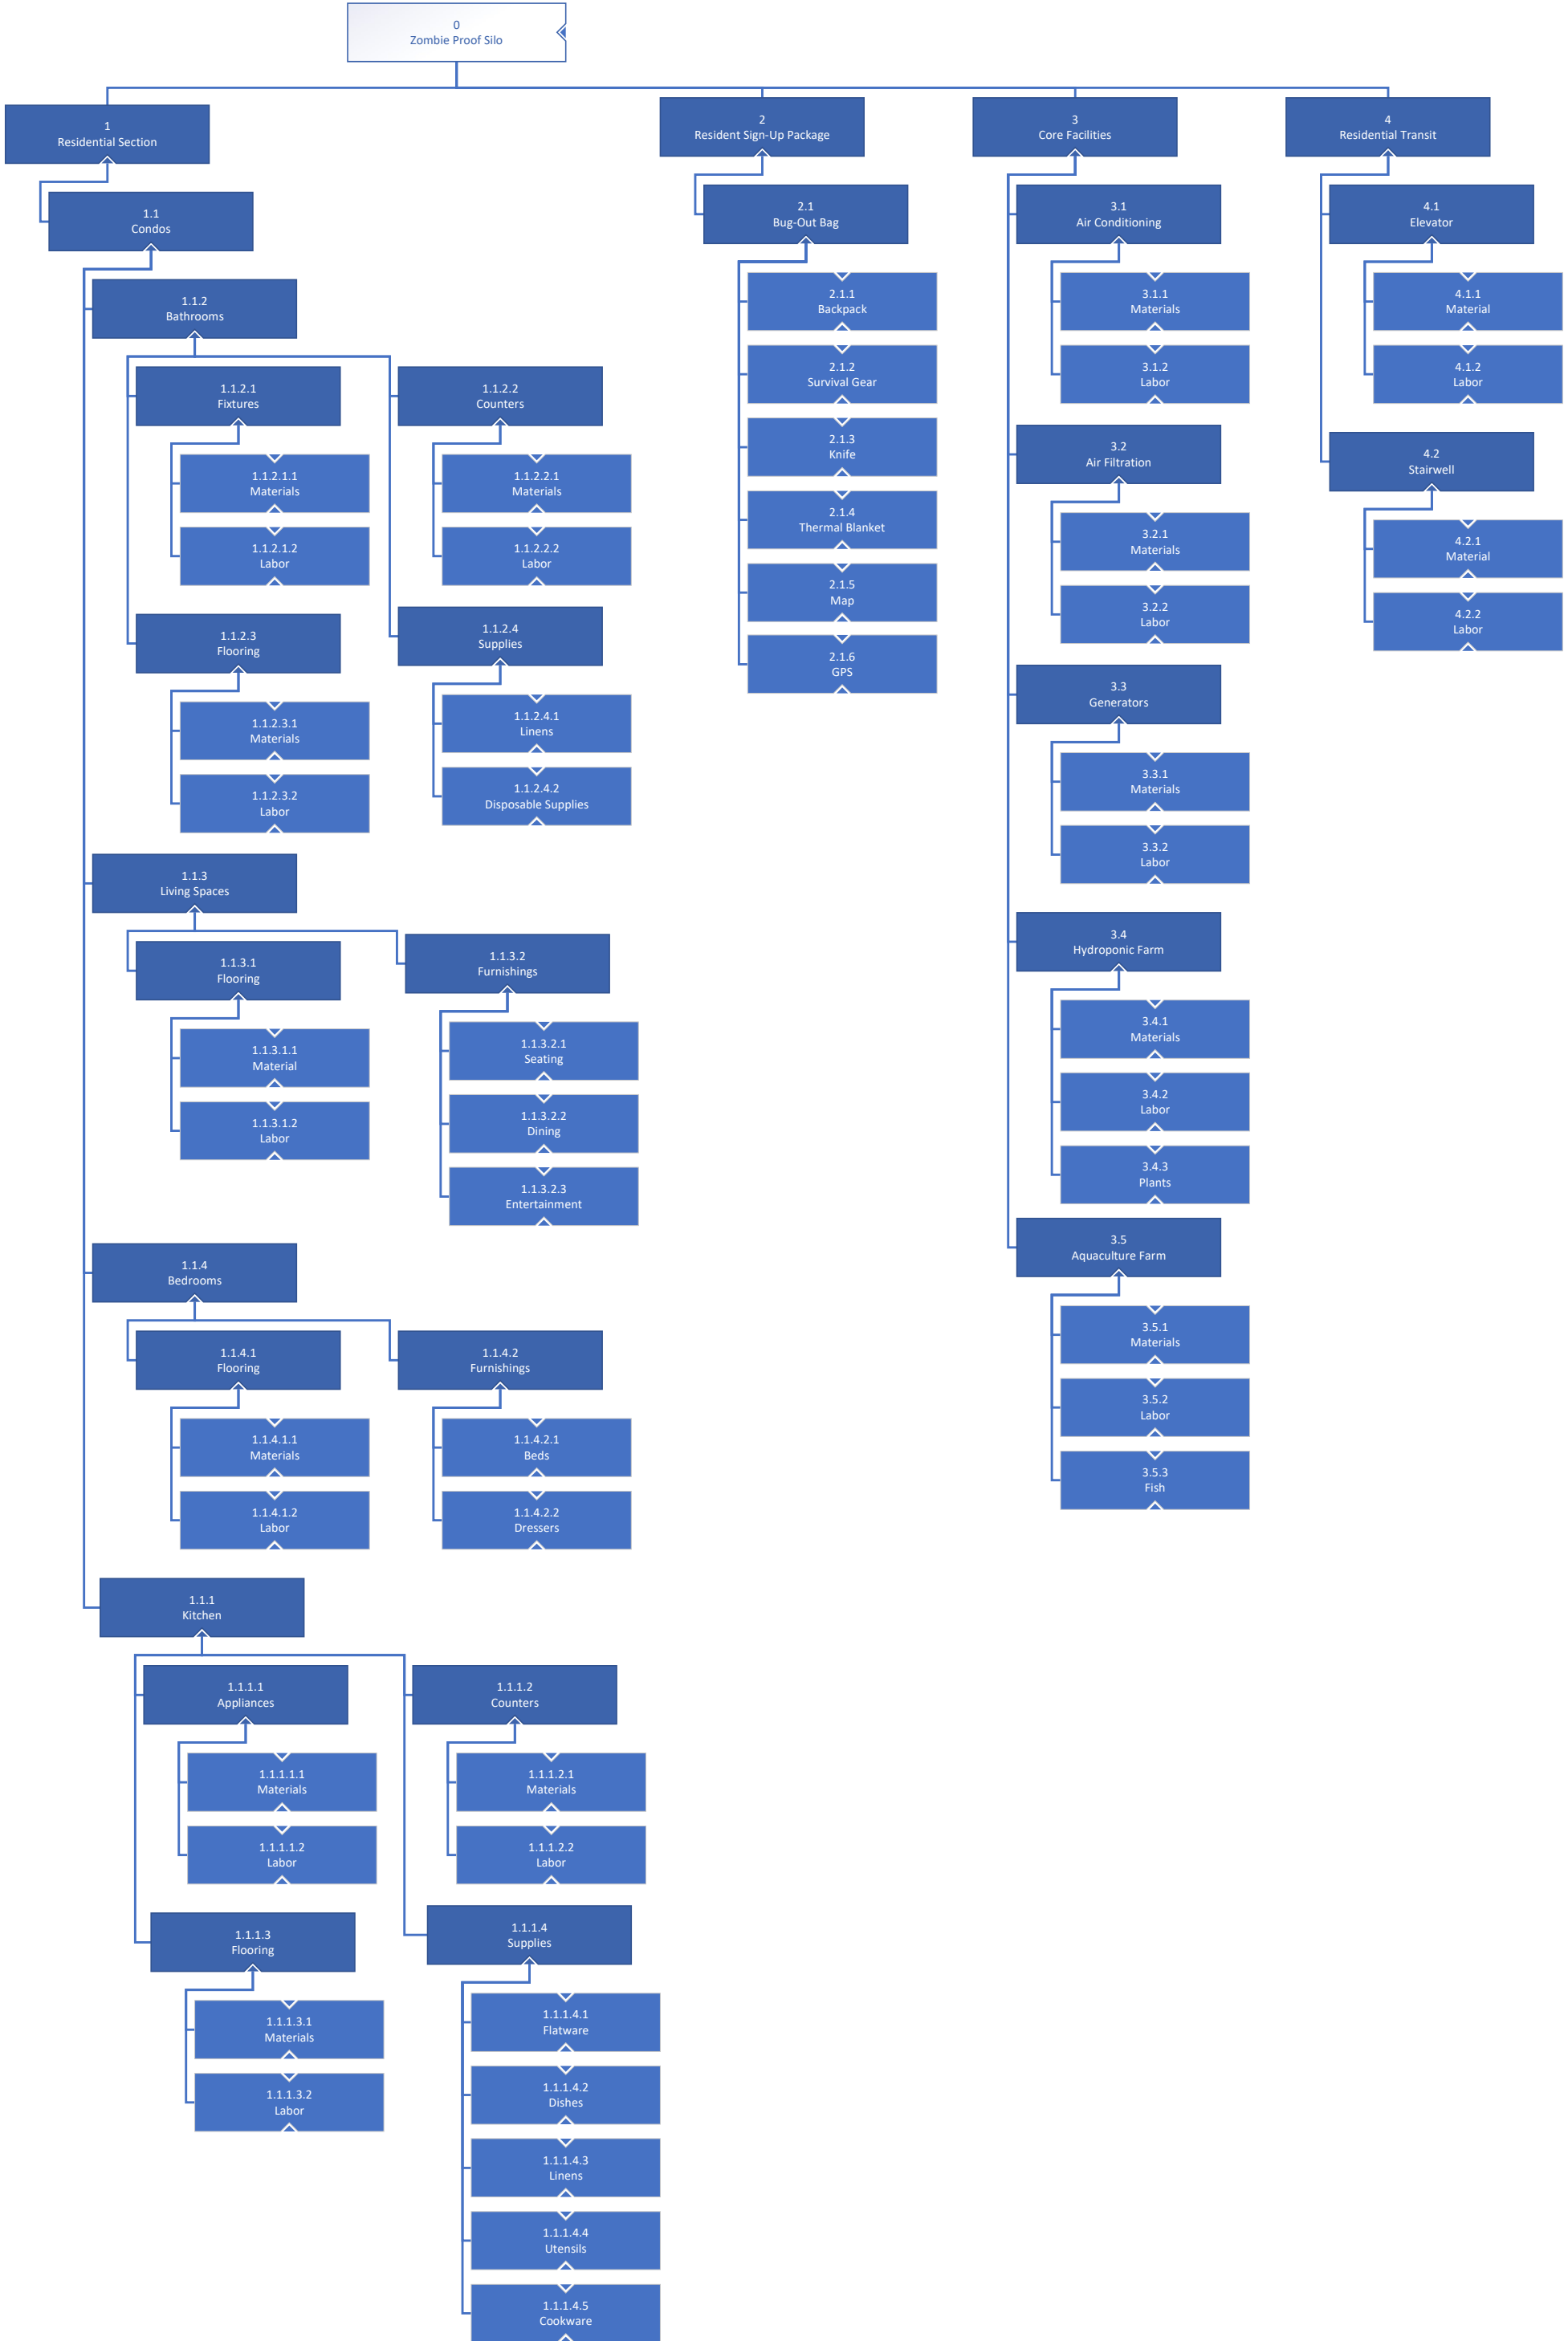 0
Zombie Proof Silo
1
Residential Section
2
Resident Sign-Up Package
3
Core Facilities
4
Residential Transit
1.1
Condos
1.1.2
Bathrooms
1.1.2.1
Fixtures
1.1.2.1.1
Materials
1.1.2.1.2
Labor
1.1.2.2
Counters
1.1.2.2.1
Materials
1.1.2.2.2
Labor
1.1.2.3
Flooring
1.1.2.3.1
Materials
1.1.2.3.2
Labor
1.1.2.4
Supplies
1.1.2.4.1
Linens
1.1.2.4.2
Disposable Supplies
1.1.3
Living Spaces
1.1.3.1
Flooring
1.1.3.1.1
Material
1.1.3.1.2
Labor
1.1.3.2
Furnishings
1.1.3.2.1
Seating
1.1.3.2.2
Dining
1.1.3.2.3
Entertainment
1.1.4
Bedrooms
1.1.4.1
Flooring
1.1.4.1.1
Materials
1.1.4.1.2
Labor
1.1.4.2
Furnishings
1.1.4.2.1
Beds
1.1.4.2.2
Dressers
1.1.1
Kitchen
1.1.1.1
Appliances
1.1.1.1.1
Materials
1.1.1.1.2
Labor
1.1.1.2
Counters
1.1.1.2.1
Materials
1.1.1.2.2
Labor
1.1.1.3
Flooring
1.1.1.3.1
Materials
1.1.1.3.2
Labor
1.1.1.4
Supplies
1.1.1.4.1
Flatware
1.1.1.4.2
Dishes
1.1.1.4.3
Linens
1.1.1.4.4
Utensils
1.1.1.4.5
Cookware
2.1
Bug-Out Bag
2.1.1
Backpack
2.1.2
Survival Gear
2.1.3
Knife
2.1.4
Thermal Blanket
2.1.5
Map
2.1.6
GPS
3.1
Air Conditioning
3.1.1
Materials
3.1.2
Labor
3.2
Air Filtration
3.2.1
Materials
3.2.2
Labor
3.3
Generators
3.3.1
Materials
3.3.2
Labor
3.4
Hydroponic Farm
3.4.1
Materials
3.4.2
Labor
3.4.3
Plants
3.5
Aquaculture Farm
3.5.1
Materials
3.5.2
Labor
3.5.3
Fish
4.1
Elevator
4.1.1
Material
4.1.2
Labor
4.2
Stairwell
4.2.1
Material
4.2.2
Labor